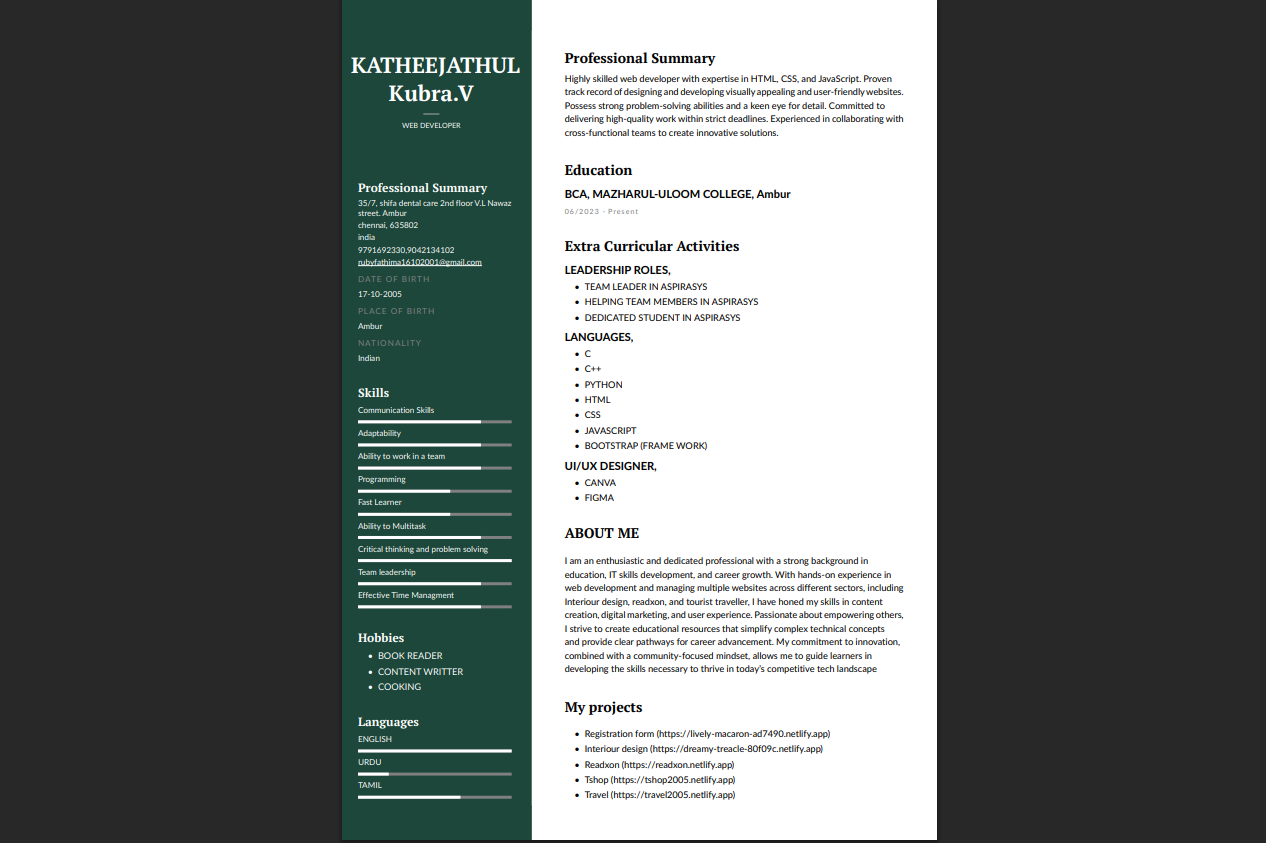 KATHEEJATHUL
Kubra.V
WEB DEVELOPER
Professional Summary
35/7, shifa dental care 2nd floor V.L Nawaz
street. Ambur
chennai, 635802
india
9791692330,9042134102
rubyfathima16102001@gmail.com
DATE OF BIRTH
17-10-2005
PLACE OF BIRTH
Ambur
NATIONALITY
Indian
Skills
Communication Skills
Adaptability
Ability to work in a team
Programming
Fast Learner
Ability to Multitask
Critical thinking and problem solving
Team leadership
Effective Time Managment
Hobbies
• BOOK READER
• CONTENT WRITTER
• COOKING
Languages
ENGLISH
URDU
TAMIL
Professional Summary
Highly skilled web developer with expertise in HTML, CSS, and JavaScript. Proven
track record of designing and developing visually appealing and user-friendly websites.
Possess strong problem-solving abilities and a keen eye for detail. Committed to
delivering high-quality work within strict deadlines. Experienced in collaborating with
cross-functional teams to create innovative solutions.
Education
BCA, MAZHARUL-ULOOM COLLEGE, Ambur
06/2023 - Present
Extra Curricular Activities
LEADERSHIP ROLES,
• TEAM LEADER IN ASPIRASYS
• HELPING TEAM MEMBERS IN ASPIRASYS
• DEDICATED STUDENT IN ASPIRASYS
LANGUAGES,
• C
• C++
• PYTHON
• HTML
• CSS
• JAVASCRIPT
• BOOTSTRAP (FRAME WORK)
UI/UX DESIGNER,
• CANVA
• FIGMA
ABOUT ME
I am an enthusiastic and dedicated professional with a strong background in
education, IT skills development, and career growth. With hands-on experience in
web development and managing multiple websites across different sectors, including
Interiour design, readxon, and tourist traveller, I have honed my skills in content
creation, digital marketing, and user experience. Passionate about empowering others,
I strive to create educational resources that simplify complex technical concepts
and provide clear pathways for career advancement. My commitment to innovation,
combined with a community-focused mindset, allows me to guide learners in
developing the skills necessary to thrive in today's competitive tech landscape
My projects
• Registration form (https://lively-macaron-ad7490.netlify.app)
• Interiour design (https://dreamy-treacle-80f09c.netlify.app)
• Readxon (https://readxon.netlify.app)
• Tshop (https://tshop2005.netlify.app)
• Travel (https://travel2005.netlify.app)